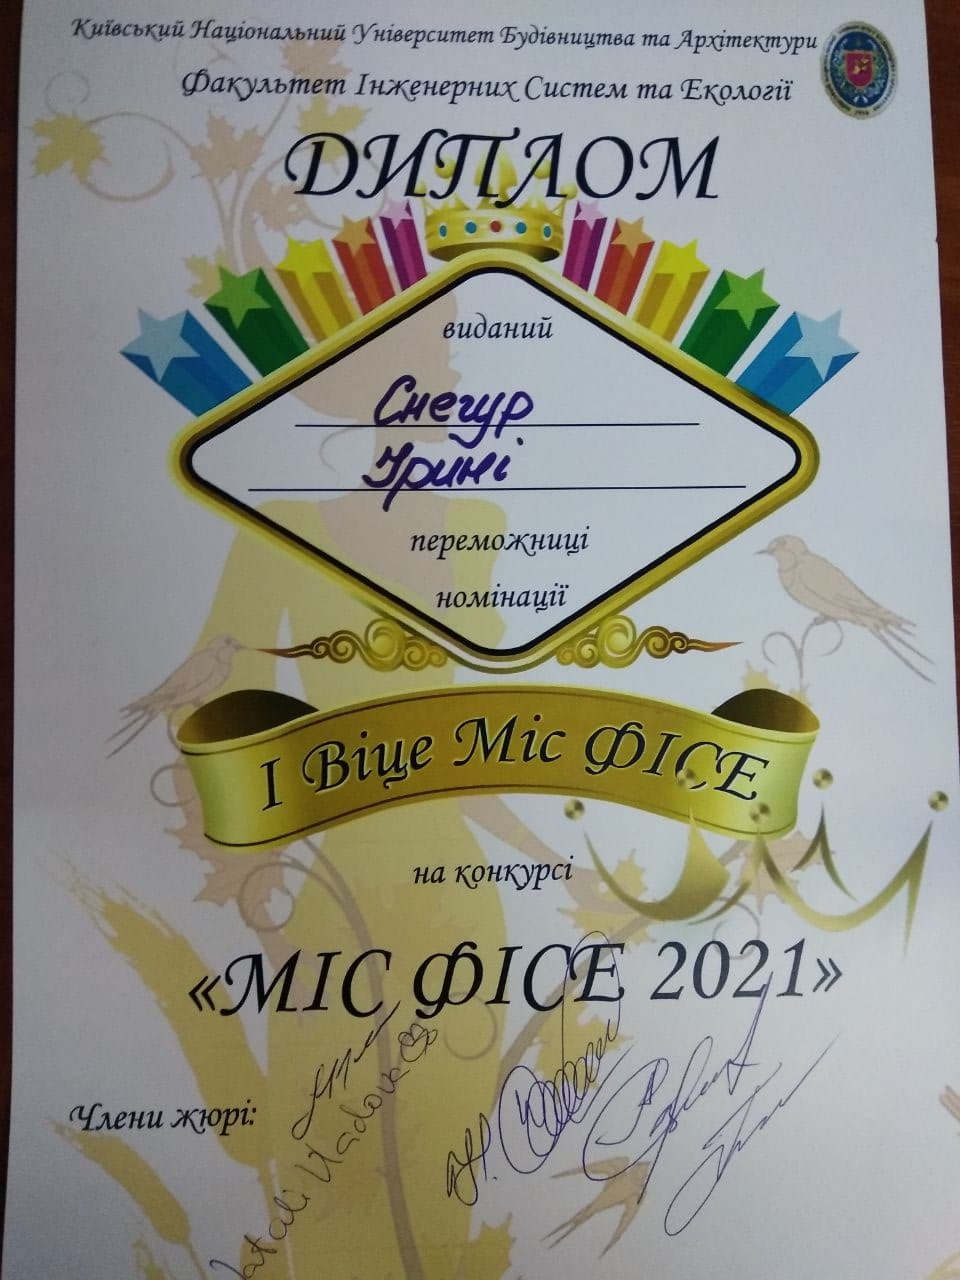 Київський Національний Університет Будівництва та Архітектури
Факультет Інженерних Систем та Екології
ДИПЛОМ
виданий
Снегур
Ірині
переможниці
номінації
І Віце Міс ФІСЕ
на конкурсі
«МІС ФІСЕ 2021»
Члени журі: